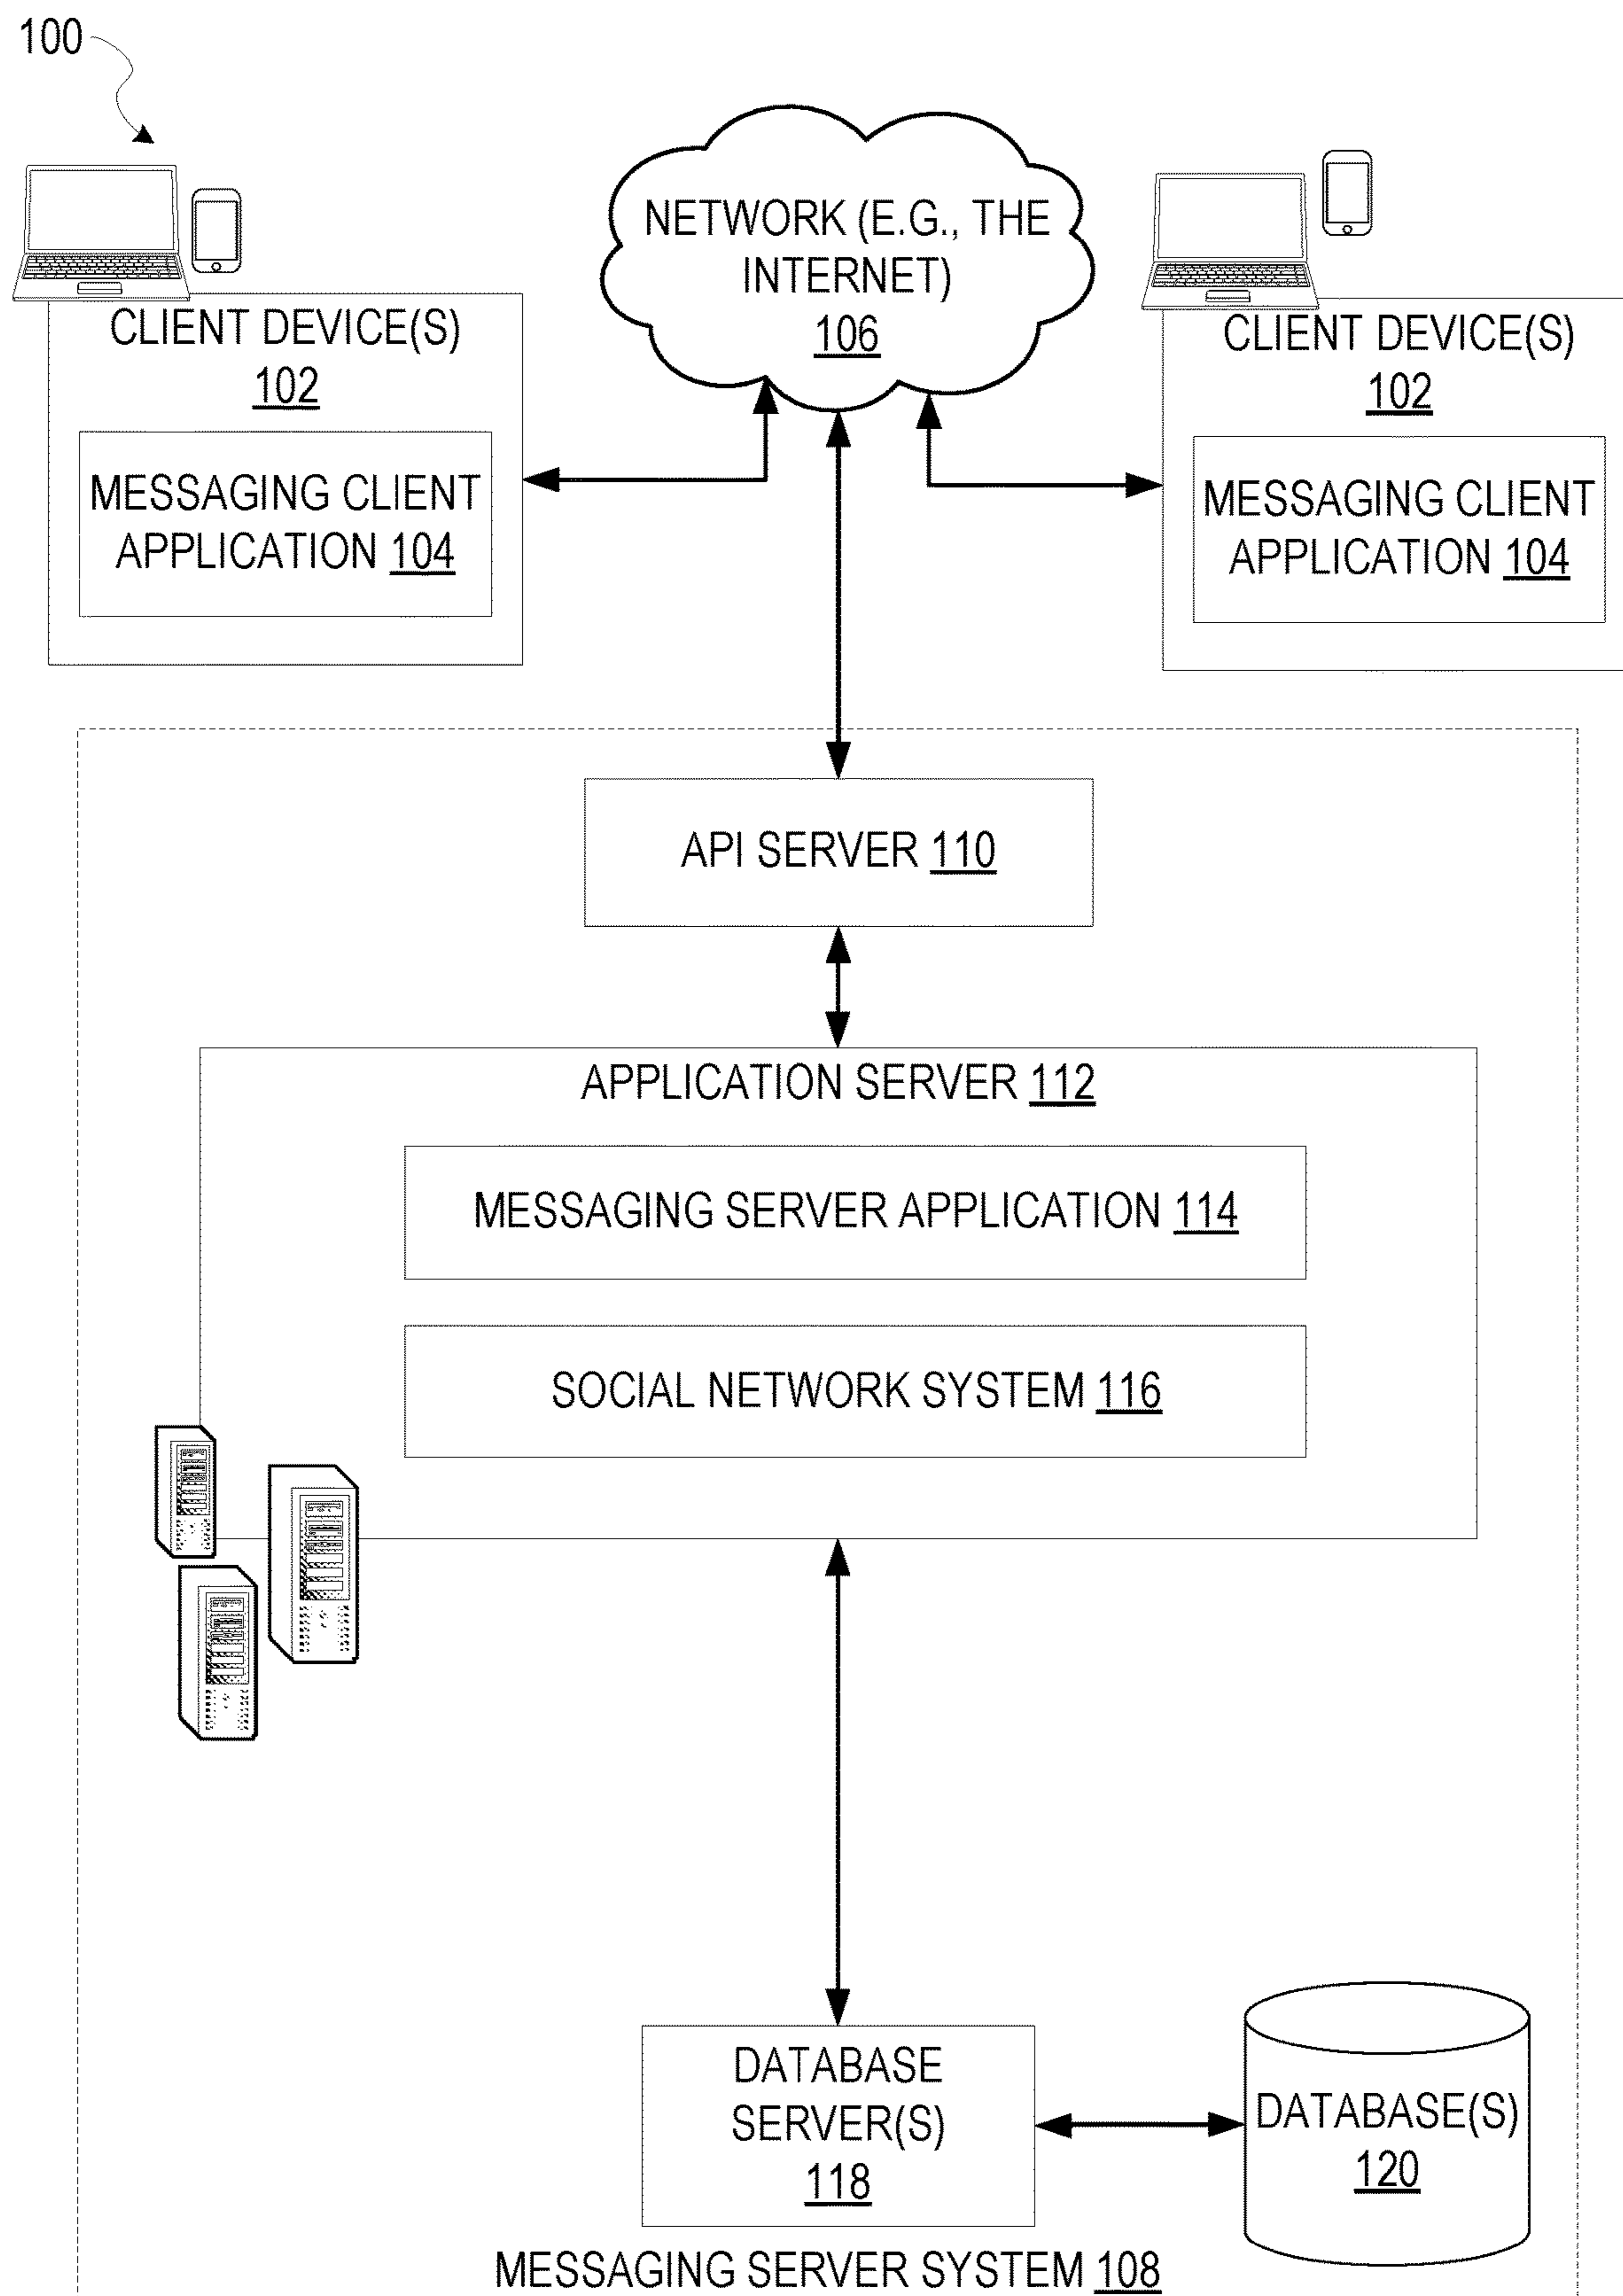 100
NETWORK (E.G., THE
INTERNET)
106
CLIENT DEVICE(S)
102
MESSAGING CLIENT
APPLICATION 104
CLIENT DEVICE(S)
102
MESSAGING CLIENT
APPLICATION 104
API SERVER 110
APPLICATION SERVER 112
MESSAGING SERVER APPLICATION 114
SOCIAL NETWORK SYSTEM 116
DATABASE
SERVER(S)
118
DATABASE(S)
120
MESSAGING SERVER SYSTEM 108